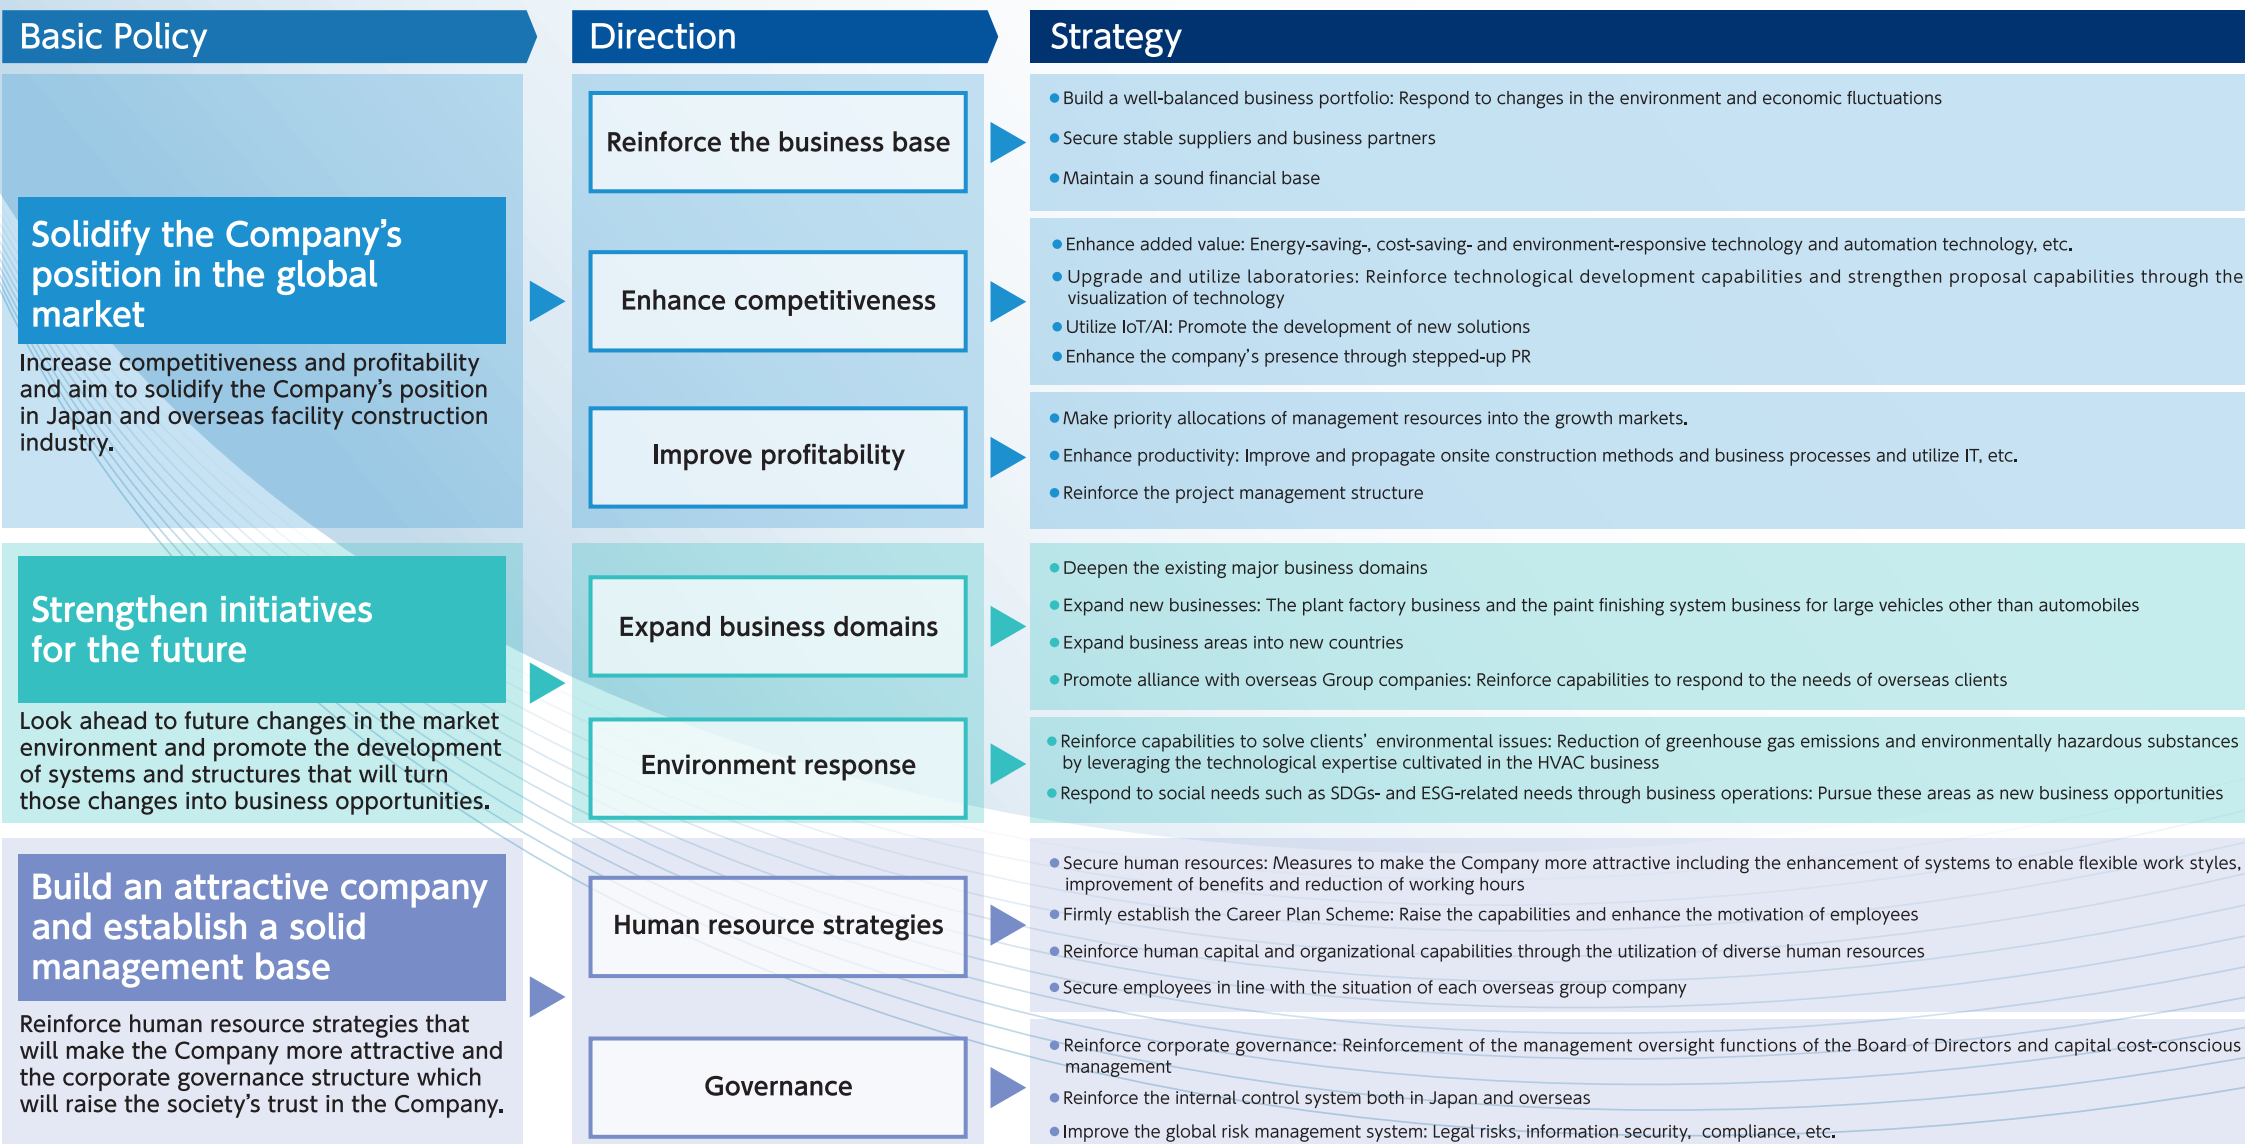 Basic Policy
Direction
Strategy
Solidify the Company's
position in the global
market
Increase competitiveness and profitability
and aim to solidify the Company's position
in Japan and overseas facility construction
industry.
Reinforce the business base
• Build a well-balanced business portfolio: Respond to changes in the environment and economic fluctuations
• Secure stable suppliers and business partners
• Maintain a sound financial base
Enhance competitiveness
• Enhance added value: Energy-saving-, cost-saving- and environment-responsive technology and automation technology, etc.
• Upgrade and utilize laboratories: Reinforce technological development capabilities and strengthen proposal capabilities through the
visualization of technology
• Utilize IoT/AI: Promote the development of new solutions
• Enhance the company's presence through stepped-up PR
Improve profitability
• Make priority allocations of management resources into the growth markets.
• Enhance productivity: Improve and propagate onsite construction methods and business processes and utilize IT, etc.
• Reinforce the project management structure
Strengthen initiatives
for the future
Look ahead to future changes in the market
environment and promote the development
of systems and structures that will turn
those changes into business opportunities.
Expand business domains
• Deepen the existing major business domains
• Expand new businesses: The plant factory business and the paint finishing system business for large vehicles other than automobiles
• Expand business areas into new countries
• Promote alliance with overseas Group companies: Reinforce capabilities to respond to the needs of overseas clients
Environment response
• Reinforce capabilities to solve clients' environmental issues: Reduction of greenhouse gas emissions and environmentally hazardous substances
by leveraging the technological expertise cultivated in the HVAC business
• Respond to social needs such as SDGs- and ESG-related needs through business operations: Pursue these areas as new business opportunities
Build an attractive company
and establish a solid
management base
Reinforce human resource strategies that
will make the Company more attractive and
the corporate governance structure which
will raise the society's trust in the Company.
Human resource strategies
• Secure human resources: Measures to make the Company more attractive including the enhancement of systems to enable flexible work styles,
improvement of benefits and reduction of working hours
• Firmly establish the Career Plan Scheme: Raise the capabilities and enhance the motivation of employees
• Reinforce human capital and organizational capabilities through the utilization of diverse human resources
• Secure employees in line with the situation of each overseas group company
Governance
• Reinforce corporate governance: Reinforcement of the management oversight functions of the Board of Directors and capital cost-conscious
management
• Reinforce the internal control system both in Japan and overseas
• Improve the global risk management system: Legal risks, information security, compliance, etc.